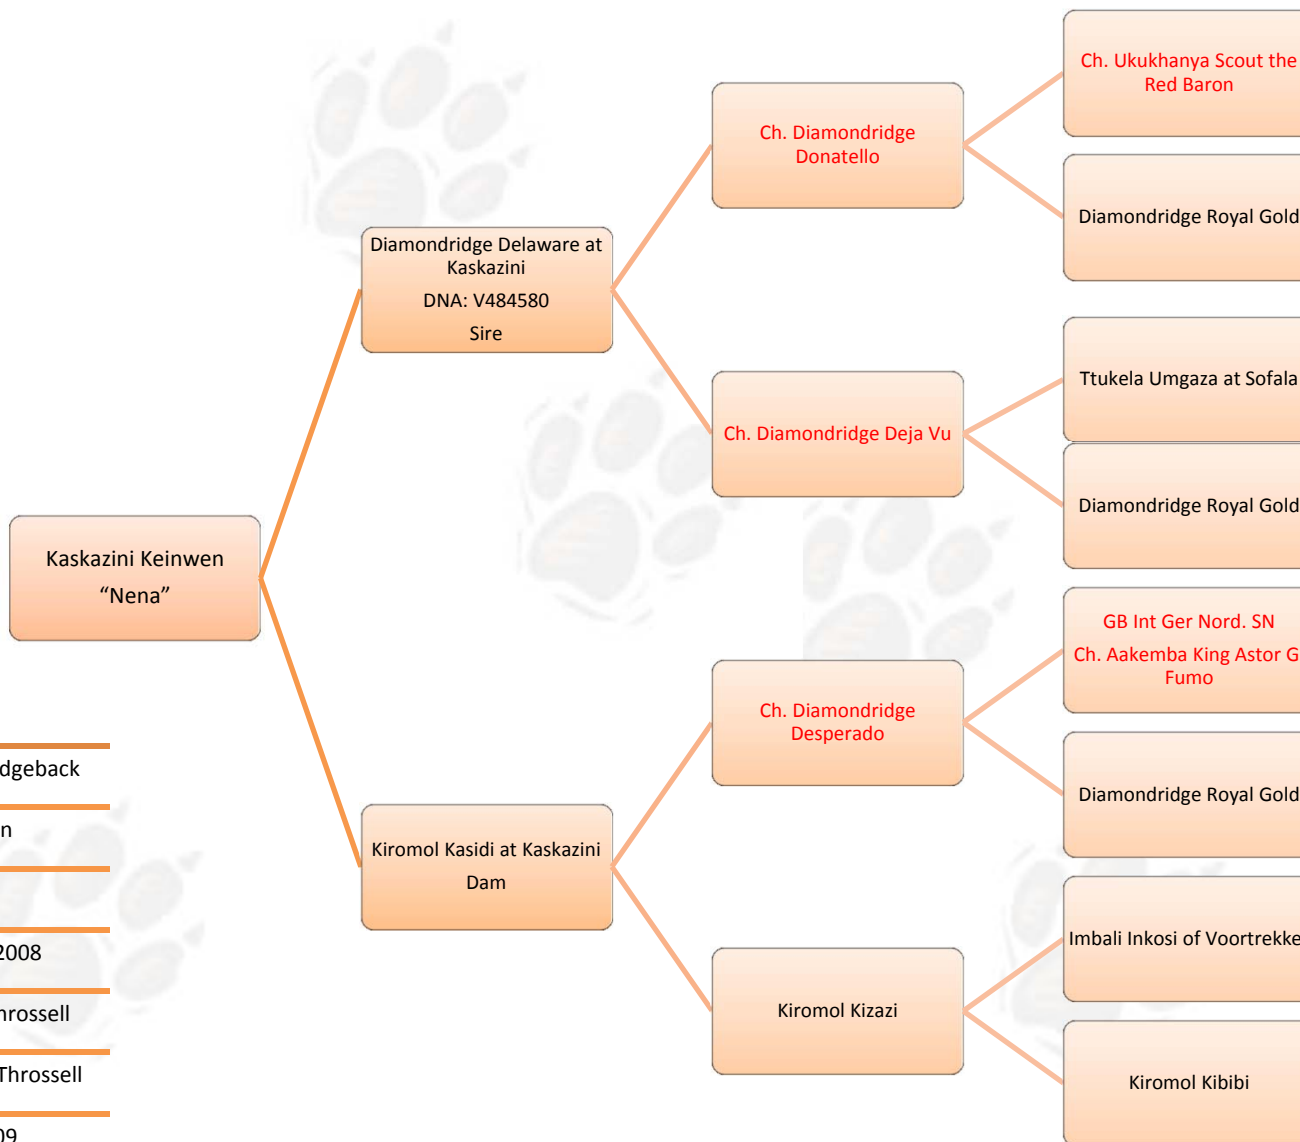 Ch. Ukukhanya Scout the
Red Baron
Ch. Diamondridge
Donatello
Diamondridge Royal Gold
Diamondridge Delaware at
Kaskazini
DNA: V484580
Sire
Ttukela Umgaza at Sofala
Ch. Diamondridge Deja Vu
Diamondridge Royal Gold
Kaskazini Keinwen
“Nena”
GB Int Ger Nord. SN
Ch. Aakemba King Astor G
Fumo
Ch. Diamondridge
Desperado
Diamondridge Royal Gold
Kiromol Kasidi at Kaskazini
Dam
Imbali Inkosi of Voortrekke
Kiromol Kizazi
Kiromol Kibibi
dgeback
n
2008
hrossell
Throssell
09